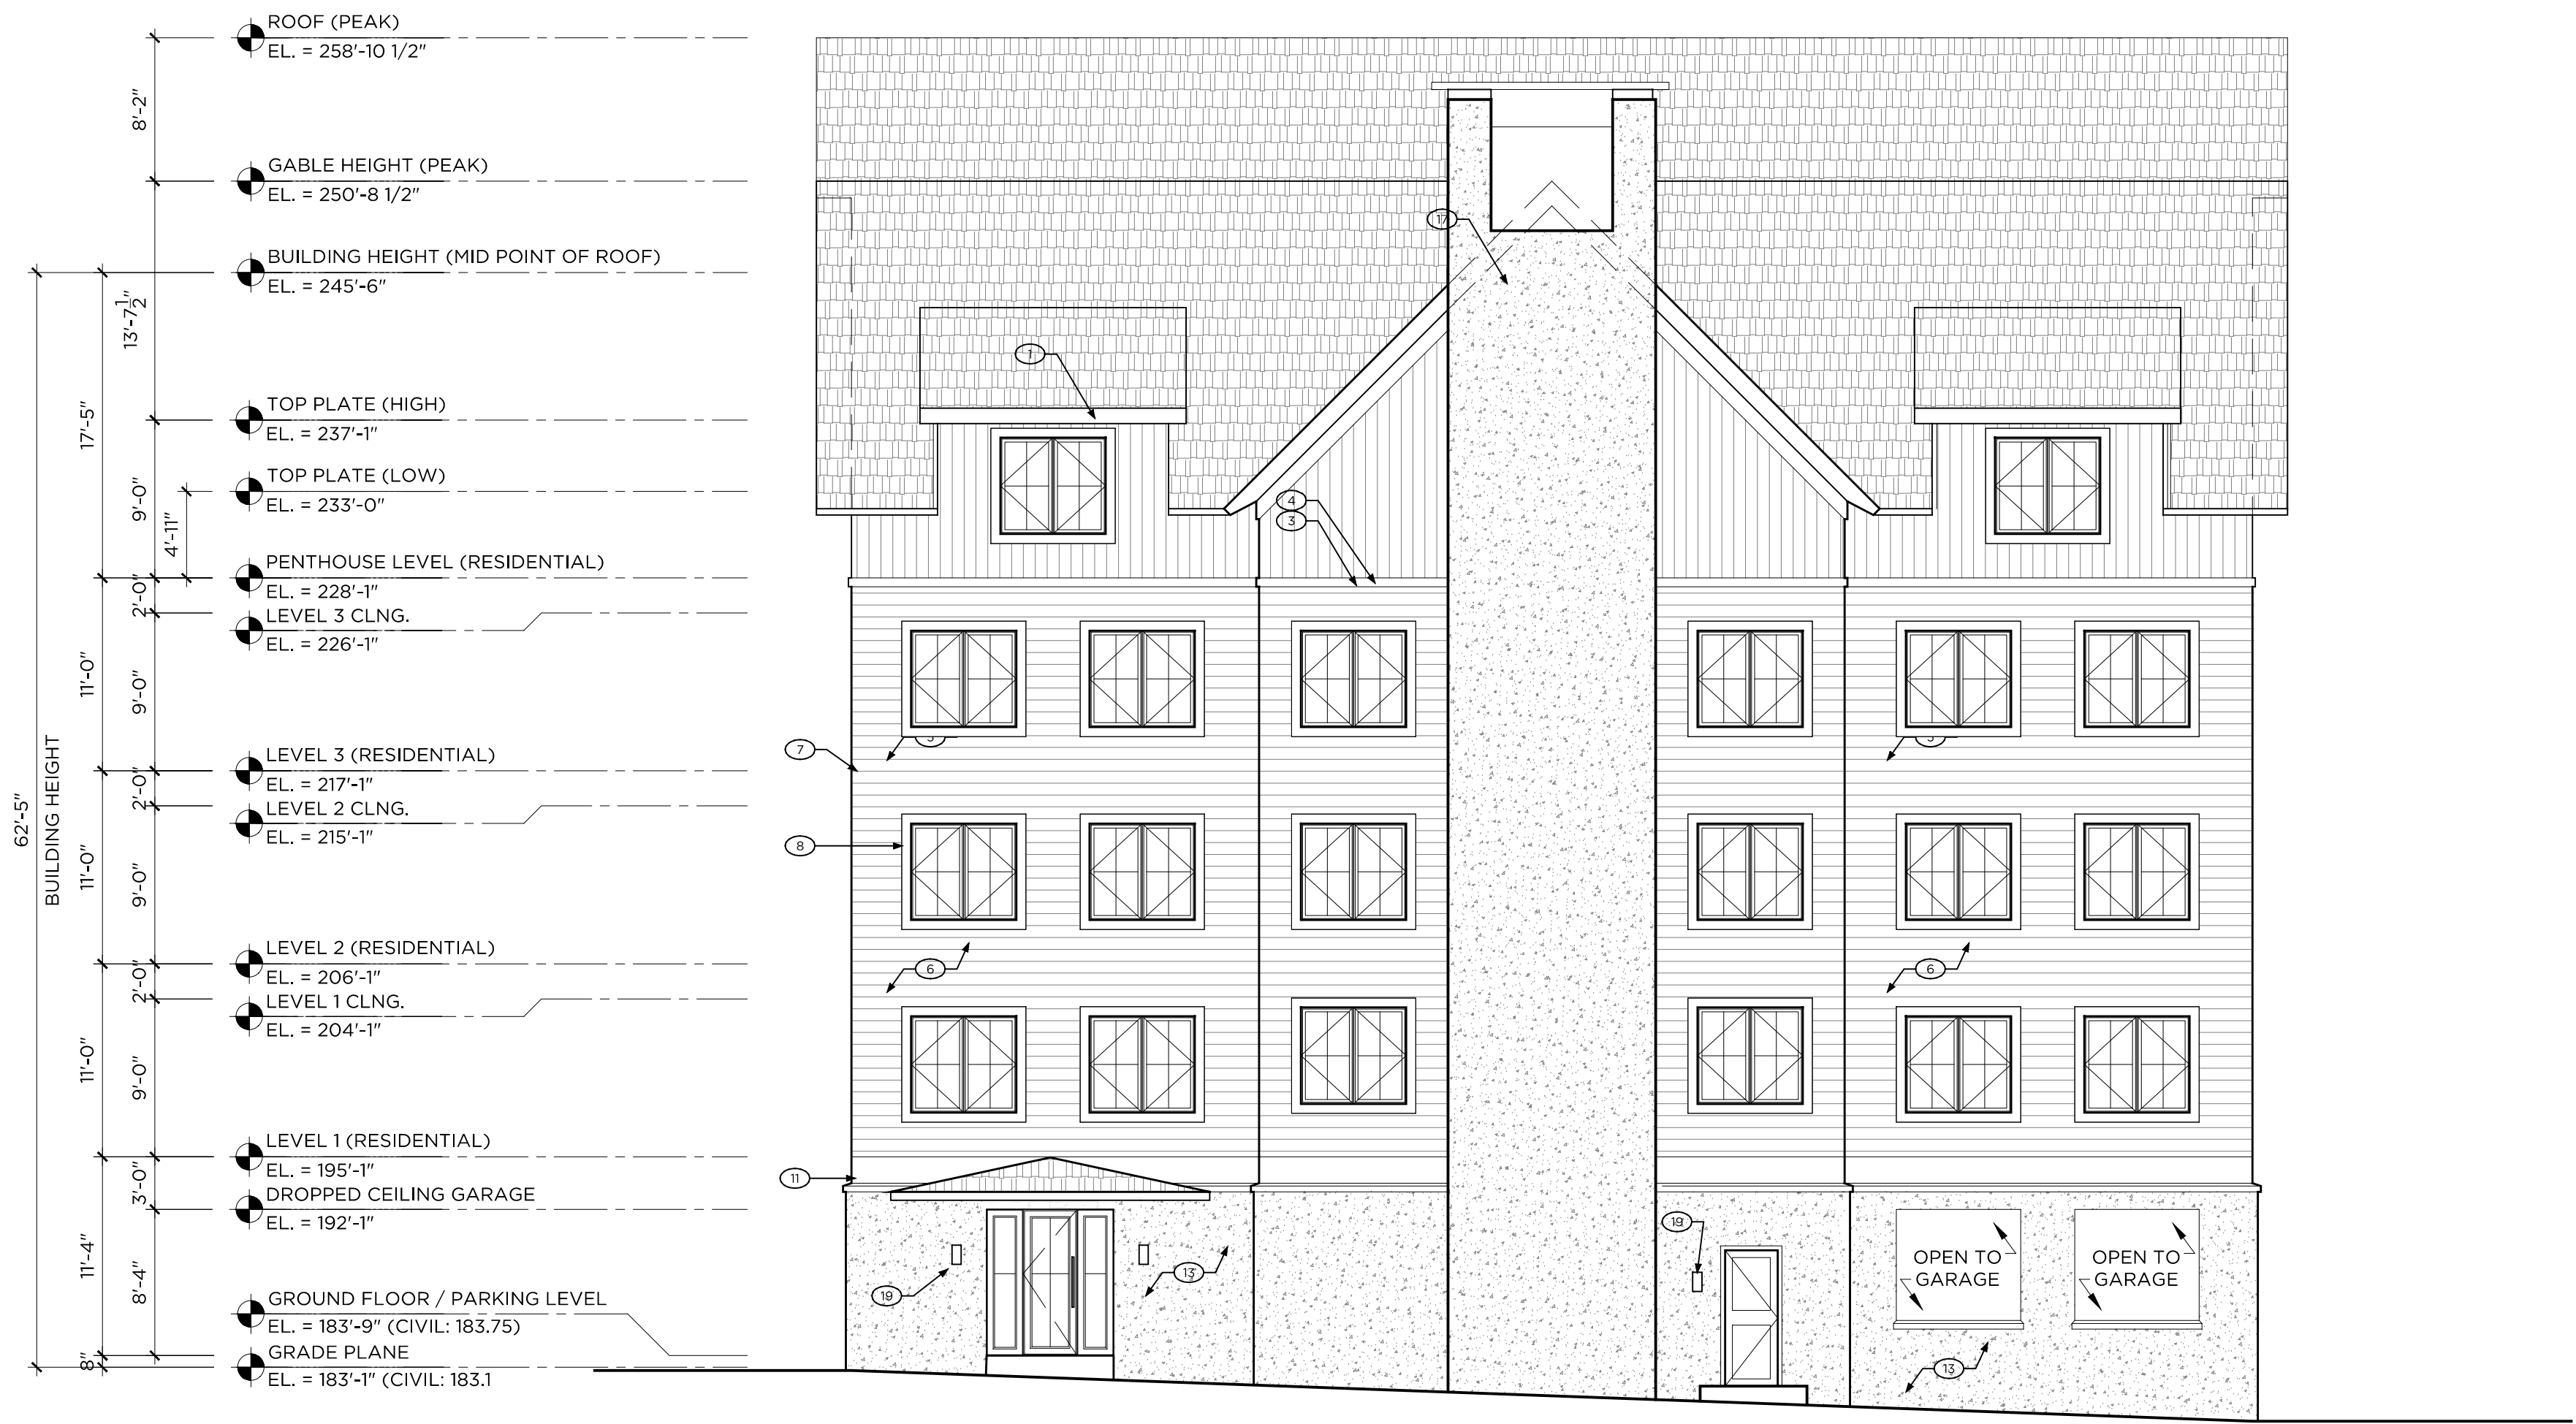 ROOF (PEAK)
EL. = 258'-10 1/2"
8'-2"
GABLE HEIGHT (PEAK)
EL. = 250'-8 1/2"
17
BUILDING HEIGHT (MID POINT OF ROOF)
EL. = 245'-6"
13'-7 1/2"
1
17'-5"
TOP PLATE (HIGH)
EL. = 237'-1"
TOP PLATE (LOW)
EL. = 233'-0"
9'-0"
4'-11"
4
3
PENTHOUSE LEVEL (RESIDENTIAL)
EL. = 228'-1"
2'-0"
LEVEL 3 CLNG.
EL. = 226'-1"
11'-0"
9'-0"
7
LEVEL 3 (RESIDENTIAL)
EL. = 217'-1"
2'-0"
LEVEL 2 CLNG.
EL. = 215'-1"
62'-5"
BUILDING HEIGHT
11'-0"
9'-0"
8
LEVEL 2 (RESIDENTIAL)
EL. = 206'-1"
6
6
2'-0"
LEVEL 1 CLNG.
EL. = 204'-1"
11'-0"
9'-0"
LEVEL 1 (RESIDENTIAL)
EL. = 195'-1"
11
3'-0"
DROPPED CEILING GARAGE
EL. = 192'-1"
19
11'-4"
8'-4"
13
19
OPEN TO
GARAGE
OPEN TO
GARAGE
GROUND FLOOR / PARKING LEVEL
EL. = 183'-9" (CIVIL: 183.75)
8"
GRADE PLANE
EL. = 183'-1" (CIVIL: 183.1
13